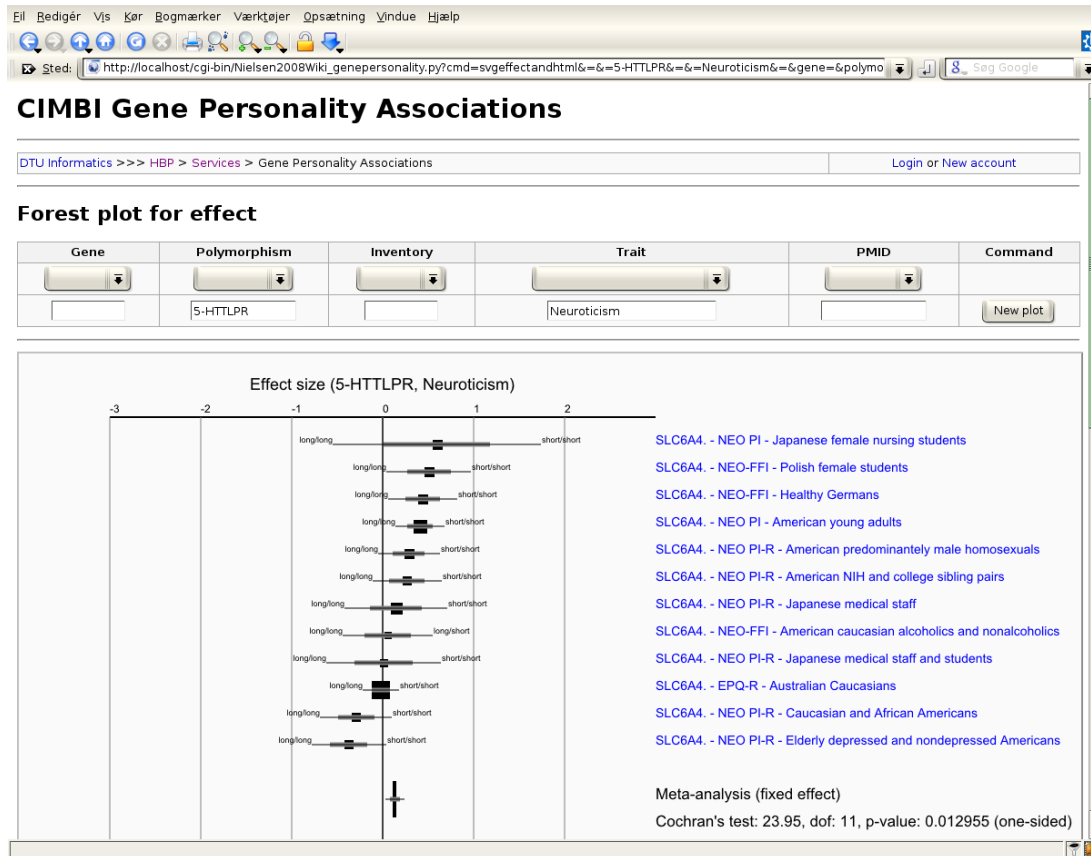 Fil Redigér Vis Kør Bogmærker Værktøjer Opsætning Vindue Hjælp
Sted: http://localhost/cgi-bin/Nielsen2008Wiki_genepersonality.py?cmd=svgeffectandhtml&=&=5-HTTLPR&=&=Neuroticism&=&gene=&polymo Søg Google
CIMBI Gene Personality Associations
DTU Informatics >>> HBP > Services > Gene Personality Associations Login or New account
Forest plot for effect
Gene Polymorphism Inventory Trait PMID Command
5-HTTLPR Neuroticism New plot
Effect size (5-HTTLPR, Neuroticism)
-3 -2 -1 0 1 2
long/long short/short SLC6A4. - NEO PI - Japanese female nursing students
long/long short/short SLC6A4. - NEO-FFI - Polish female students
long/long short/short SLC6A4. - NEO-FFI - Healthy Germans
long/long short/short SLC6A4. - NEO PI - American young adults
long/long short/short SLC6A4. - NEO PI-R - American predominantely male homosexuals
long/long short/short SLC6A4. - NEO PI-R - American NIH and college sibling pairs
long/long short/short SLC6A4. - NEO PI-R - Japanese medical staff
long/long long/short SLC6A4. - NEO-FFI - American caucasian alcoholics and nonalcoholics
long/long short/short SLC6A4. - NEO PI-R - Japanese medical staff and students
long/long short/short SLC6A4. - EPQ-R - Australian Caucasians
long/long short/short SLC6A4. - NEO PI-R - Caucasian and African Americans
long/long short/short SLC6A4. - NEO PI-R - Elderly depressed and nondepressed Americans
Meta-analysis (fixed effect)
Cochran's test: 23.95, dof: 11, p-value: 0.012955 (one-sided)